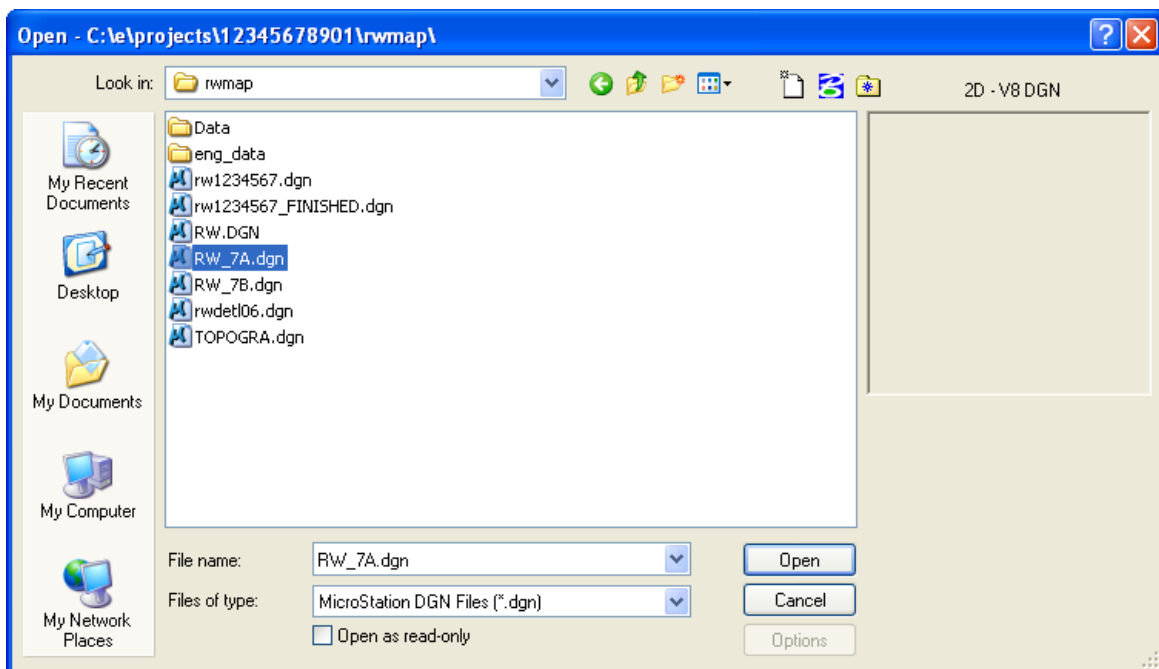 Open - C:\e\projects\12345678901\rwmap\
Look in: rwmap
2D - V8 DGN
My Recent
Documents
Desktop
My Documents
My Computer
My Network
Places
Data
eng_data
rw1234567.dgn
rw1234567_FINISHED.dgn
RW.DGN
RW_7A.dgn
RW_7B.dgn
rwdetl06.dgn
TOPOGRA.dgn
File name: RW_7A.dgn Open
Files of type: MicroStation DGN Files (*.dgn) Cancel
Open as read-only Options